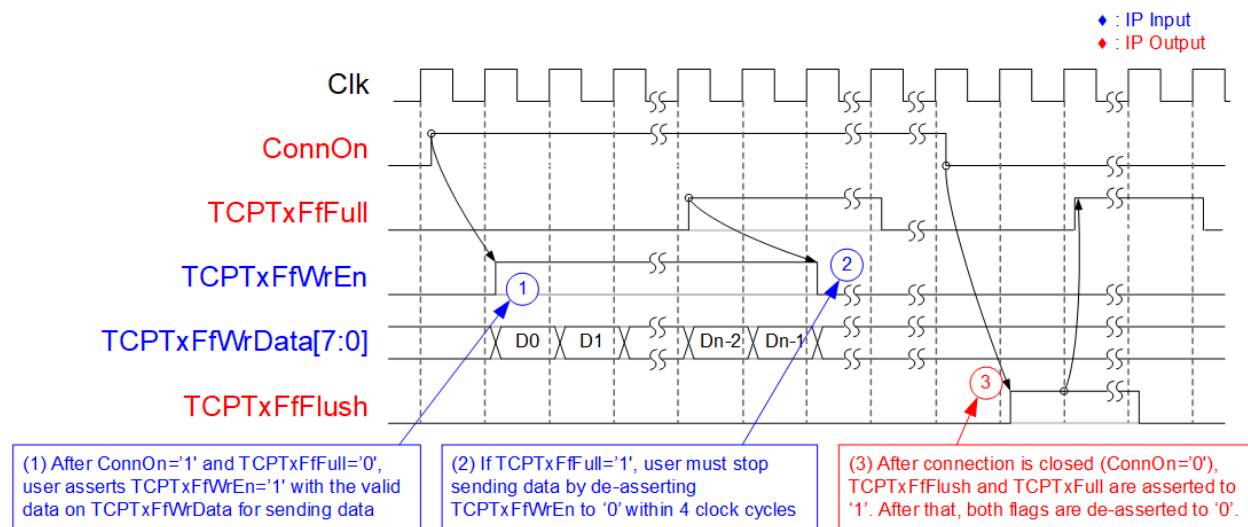 ♦ : IP Input
♦ : IP Output
Clk
ConnOn
TCPTxFfFull
TCPTxFfWrEn
1
2
TCPTxFfWrData[7:0]
D0
D1
Dn-2
Dn-1
TCPTxFfFlush
3
(1) After ConnOn='1' and TCPTxFfFull='0',
user asserts TCPTxFfWrEn='1' with the valid
data on TCPTxFfWrData for sending data
(2) If TCPTxFfFull='1', user must stop
sending data by de-asserting
TCPTxFfWrEn to ‘0’ within 4 clock cycles
(3) After connection is closed (ConnOn='0'),
TCPTxFfFlush and TCPTxFull are asserted to
‘1’. After that, both flags are de-asserted to ‘0’.